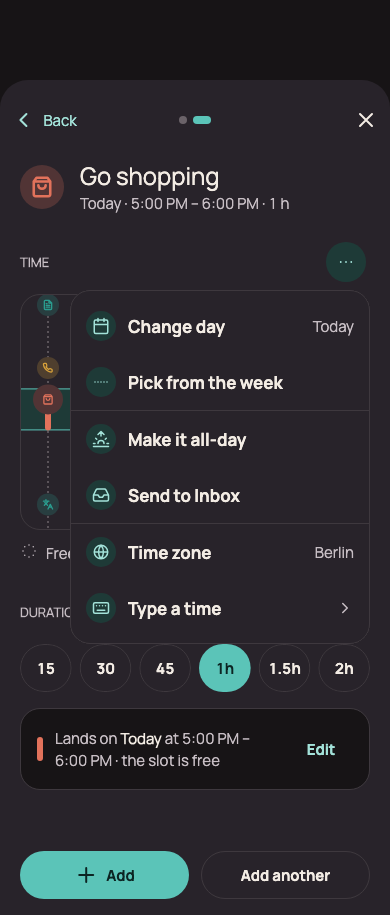 Back
Go shopping
Today · 5:00 PM – 6:00 PM · 1 h
TIME
Change day Today
Pick from the week
Make it all-day
Send to Inbox
Time zone Berlin
Type a time
15 30 45 1h 1.5h 2h
Lands on Today at 5:00 PM –
6:00 PM · the slot is free
Edit
Add Add another